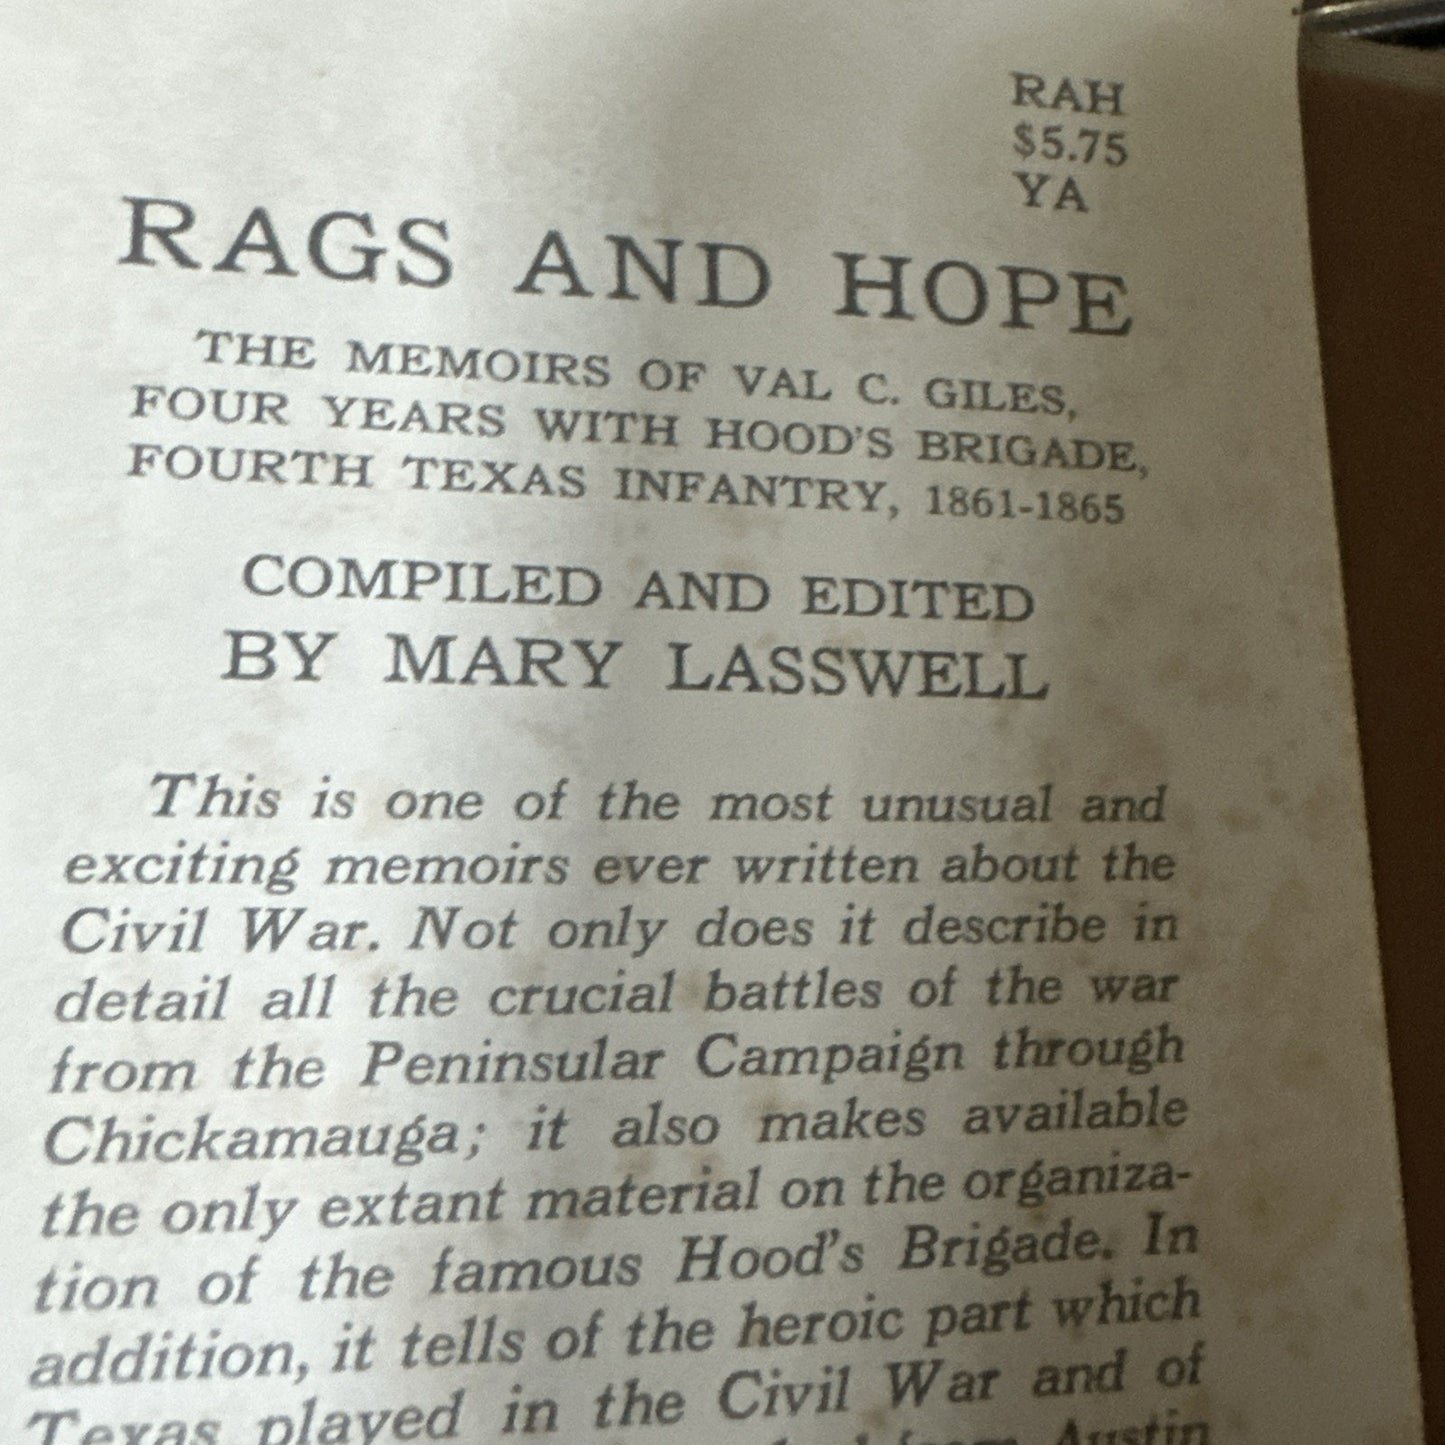 RAH
$5.75
YA
RAGS AND HOPE
THE MEMOIRS OF VAL C. GILES,
FOUR YEARS WITH HOOD'S BRIGADE,
FOURTH TEXAS INFANTRY, 1861-1865
COMPILED AND EDITED
BY MARY LASSWELL
This is one of the most unusual and
exciting memoirs ever written about the
Civil War. Not only does it describe in
detail all the crucial battles of the war
from the Peninsular Campaign through
Chickamauga; it also makes available
the only extant material on the organiza-
tion of the famous Hood's Brigade. In
addition, it tells of the heroic part which
Texas played in the Civil War and of
from Austin